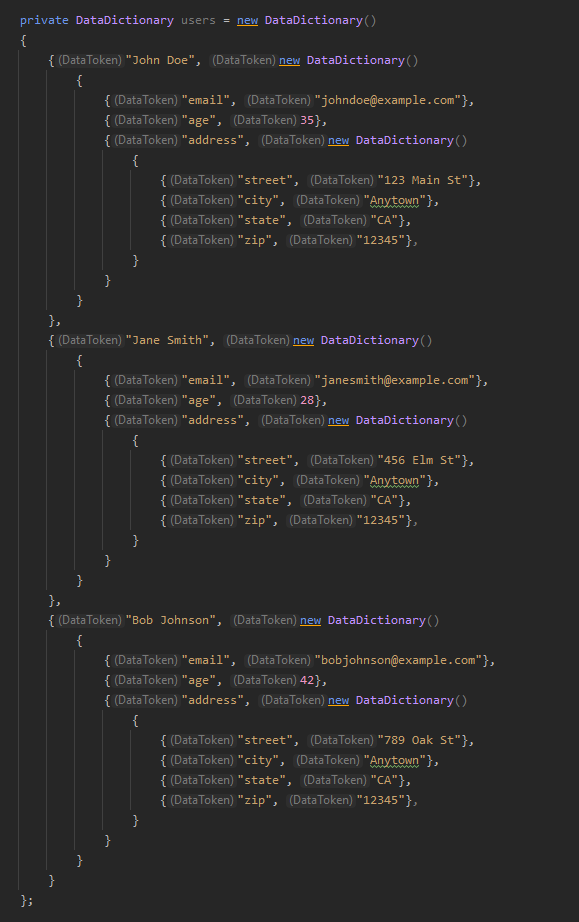 private DataDictionary users = new DataDictionary()
{
    {(DataToken)"John Doe", (DataToken)new DataDictionary()
        {
            {(DataToken)"email", (DataToken)"johndoe@example.com"},
            {(DataToken)"age", (DataToken)35},
            {(DataToken)"address", (DataToken)new DataDictionary()
                {
                    {(DataToken)"street", (DataToken)"123 Main St"},
                    {(DataToken)"city", (DataToken)"Anytown"},
                    {(DataToken)"state", (DataToken)"CA"},
                    {(DataToken)"zip", (DataToken)"12345"},
                }
            }
        }
    },
    {(DataToken)"Jane Smith", (DataToken)new DataDictionary()
        {
            {(DataToken)"email", (DataToken)"janesmith@example.com"},
            {(DataToken)"age", (DataToken)28},
            {(DataToken)"address", (DataToken)new DataDictionary()
                {
                    {(DataToken)"street", (DataToken)"456 Elm St"},
                    {(DataToken)"city", (DataToken)"Anytown"},
                    {(DataToken)"state", (DataToken)"CA"},
                    {(DataToken)"zip", (DataToken)"12345"},
                }
            }
        }
    },
    {(DataToken)"Bob Johnson", (DataToken)new DataDictionary()
        {
            {(DataToken)"email", (DataToken)"bobjohnson@example.com"},
            {(DataToken)"age", (DataToken)42},
            {(DataToken)"address", (DataToken)new DataDictionary()
                {
                    {(DataToken)"street", (DataToken)"789 Oak St"},
                    {(DataToken)"city", (DataToken)"Anytown"},
                    {(DataToken)"state", (DataToken)"CA"},
                    {(DataToken)"zip", (DataToken)"12345"},
                }
            }
        }
    }
};